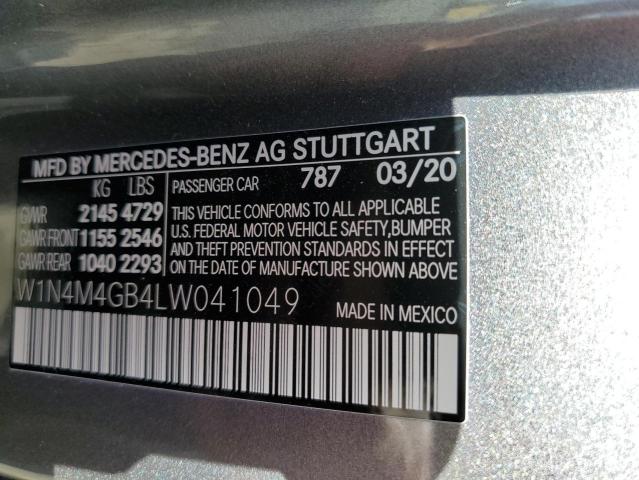 MFD BY MERCEDES-BENZ AG STUTTGART
KG LBS
GVWR 2145 4729
GAWR FRONT 1155 2546
GAWR REAR 1040 2293
PASSENGER CAR 787 03/20
THIS VEHICLE CONFORMS TO ALL APPLICABLE
U.S. FEDERAL MOTOR VEHICLE SAFETY, BUMPER
AND THEFT PREVENTION STANDARDS IN EFFECT
ON THE DATE OF MANUFACTURE SHOWN ABOVE
W1N4M4GB4LW041049
MADE IN MEXICO